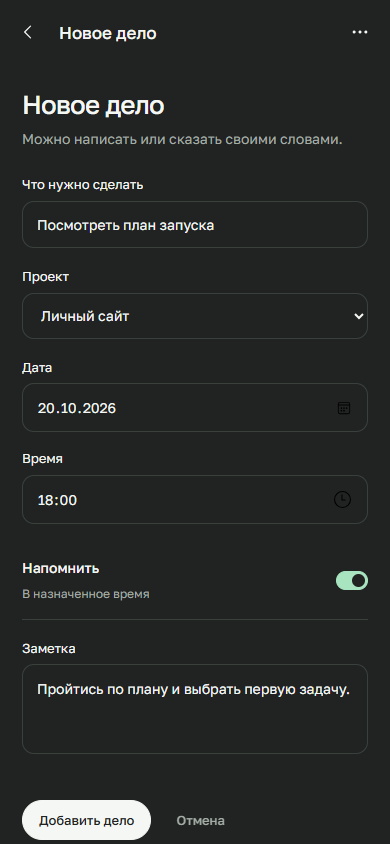 Новое дело
Новое дело
Можно написать или сказать своими словами.
Что нужно сделать
Посмотреть план запуска
Проект
Личный сайт
Дата
20.10.2026
Время
18:00
Напомнить
В назначенное время
Заметка
Пройтись по плану и выбрать первую задачу.
Добавить дело
Отмена